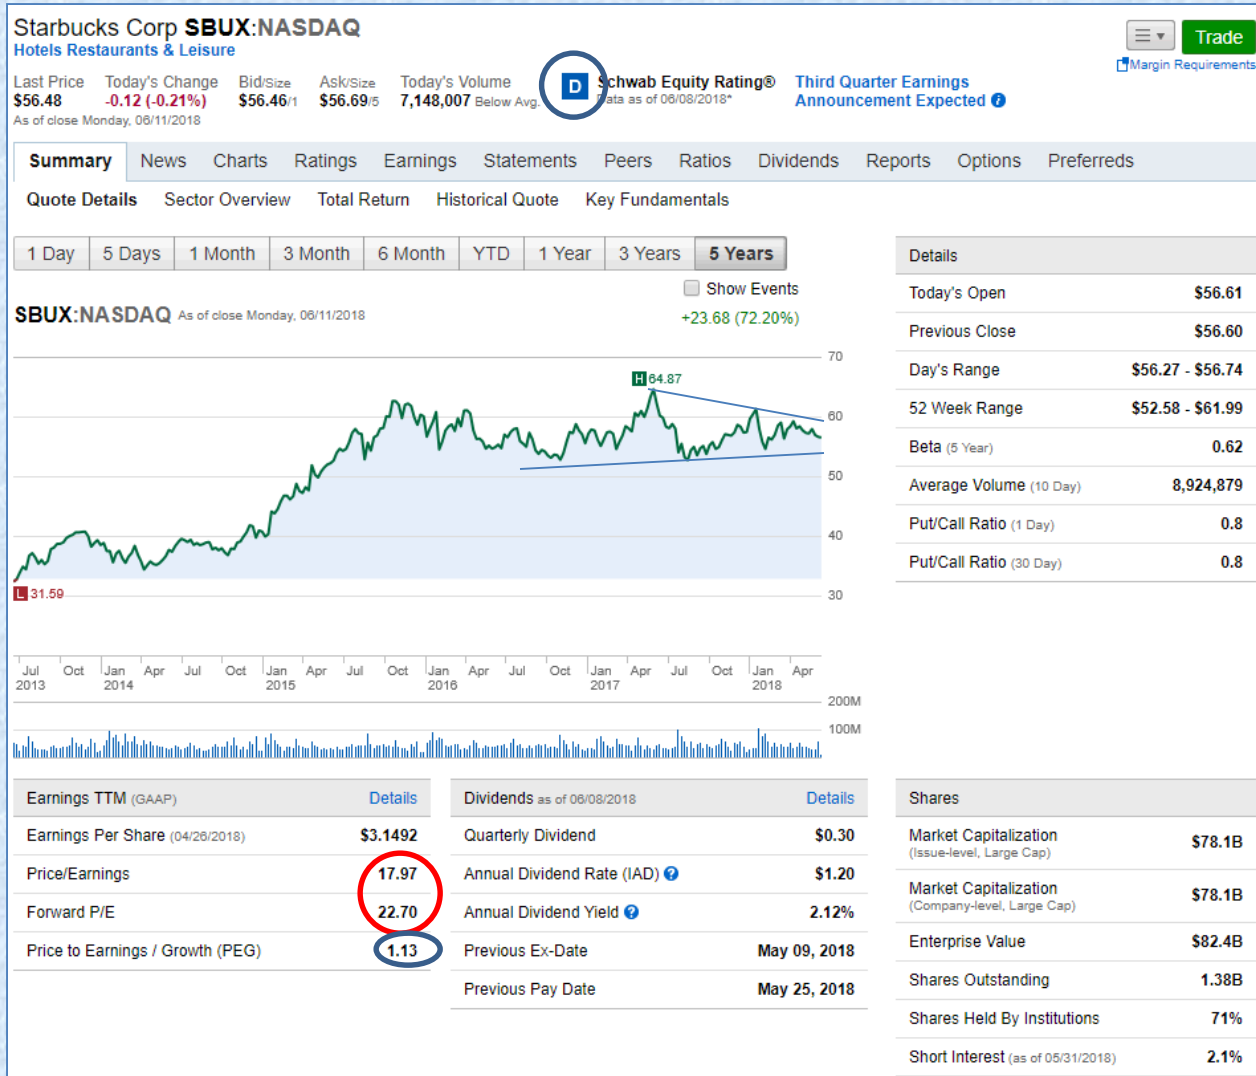 Starbucks Corp SBUX:NASDAQ
Hotels Restaurants & Leisure
Trade
Margin Requirements
Last Price Today's Change Bid/Size Ask/Size Today's Volume
$56.48 -0.12 (-0.21%) $56.46/1 $56.69/5 7,148,007 Below Avg.
As of close Monday, 06/11/2018
D Schwab Equity Rating®
Data as of 06/08/2018*
Third Quarter Earnings
Announcement Expected
Summary News Charts Ratings Earnings Statements Peers Ratios Dividends Reports Options Preferreds
Quote Details Sector Overview Total Return Historical Quote Key Fundamentals
1 Day 5 Days 1 Month 3 Month 6 Month YTD 1 Year 3 Years 5 Years
Show Events
SBUX:NASDAQ As of close Monday, 06/11/2018
+23.68 (72.20%)
70
H 64.87
60
50
40
L 31.59
30
Jul Oct Jan Apr Jul Oct Jan Apr Jul Oct Jan Apr Jul Oct Jan Apr Jul Oct Jan Apr
2013 2014 2015 2016 2017 2018
200M
100M
Details
Today's Open $56.61
Previous Close $56.60
Day's Range $56.27 - $56.74
52 Week Range $52.58 - $61.99
Beta (5 Year) 0.62
Average Volume (10 Day) 8,924,879
Put/Call Ratio (1 Day) 0.8
Put/Call Ratio (30 Day) 0.8
Earnings TTM (GAAP) Details
Earnings Per Share (04/26/2018) $3.1492
Price/Earnings 17.97
Forward P/E 22.70
Price to Earnings / Growth (PEG) 1.13
Dividends as of 06/08/2018 Details
Quarterly Dividend $0.30
Annual Dividend Rate (IAD) ? $1.20
Annual Dividend Yield ? 2.12%
Previous Ex-Date May 09, 2018
Previous Pay Date May 25, 2018
Shares
Market Capitalization $78.1B
(Issue-level, Large Cap)
Market Capitalization $78.1B
(Company-level, Large Cap)
Enterprise Value $82.4B
Shares Outstanding 1.38B
Shares Held By Institutions 71%
Short Interest (as of 05/31/2018) 2.1%